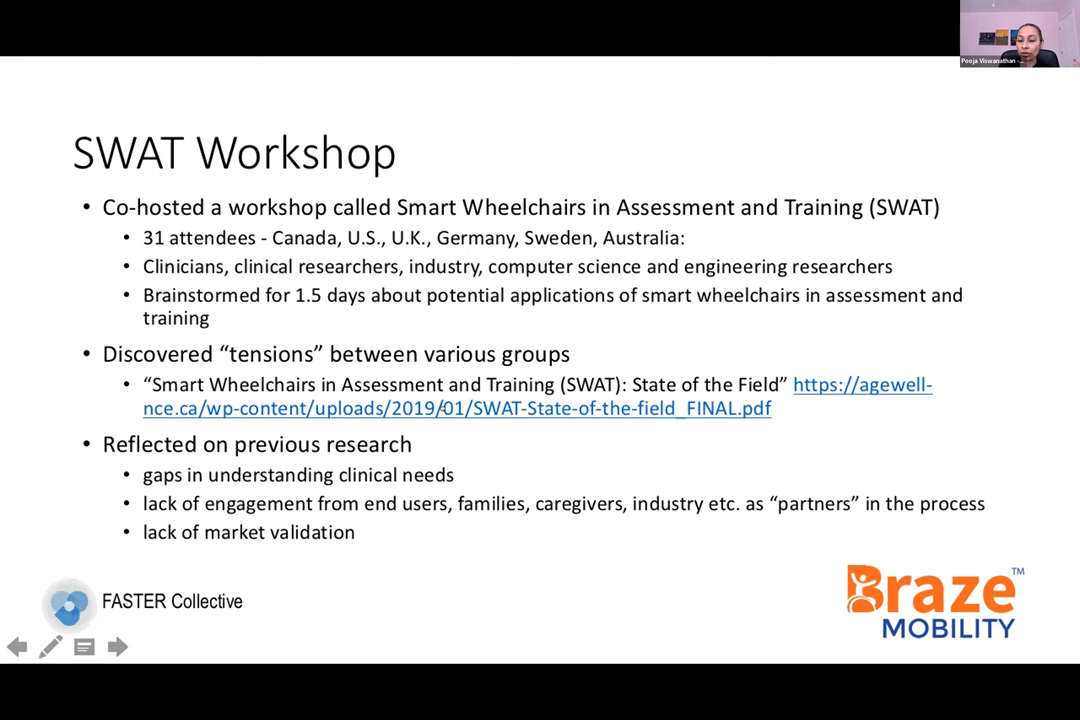 Pooja Viswanathan -...
SWAT Workshop
• Co-hosted a workshop called Smart Wheelchairs in Assessment and Training (SWAT)
• 31 attendees - Canada, U.S., U.K., Germany, Sweden, Australia:
• Clinicians, clinical researchers, industry, computer science and engineering researchers
• Brainstormed for 1.5 days about potential applications of smart wheelchairs in assessment and
training
• Discovered “tensions” between various groups
• “Smart Wheelchairs in Assessment and Training (SWAT): State of the Field” https://agewell-
nce.ca/wp-content/uploads/2019/01/SWAT-State-of-the-field_FINAL.pdf
• Reflected on previous research
• gaps in understanding clinical needs
• lack of engagement from end users, families, caregivers, industry etc. as “partners” in the process
• lack of market validation
FASTER Collective
Braze™
MOBILITY